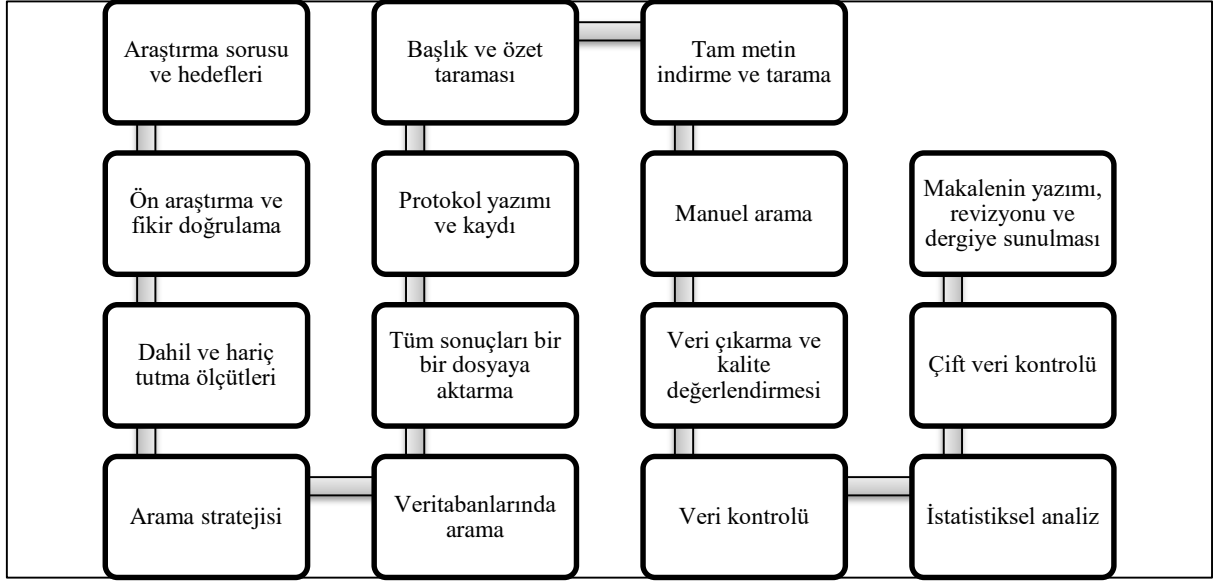 Araştırma sorusu
ve hedefleri
Ön araştırma ve
fikir doğrulama
Dahil ve hariç
tutma ölçütleri
Arama stratejisi
Veritabanlarında
arama
Tüm sonuçları bir
bir dosyaya
aktarma
Protokol yazımı
ve kaydı
Başlık ve özet
taraması
Tam metin
indirme ve tarama
Manuel arama
Veri çıkarma ve
kalite
değerlendirmesi
Veri kontrolü
İstatistiksel analiz
Çift veri kontrolü
Makalenin yazımı,
revizyonu ve
dergiye sunulması